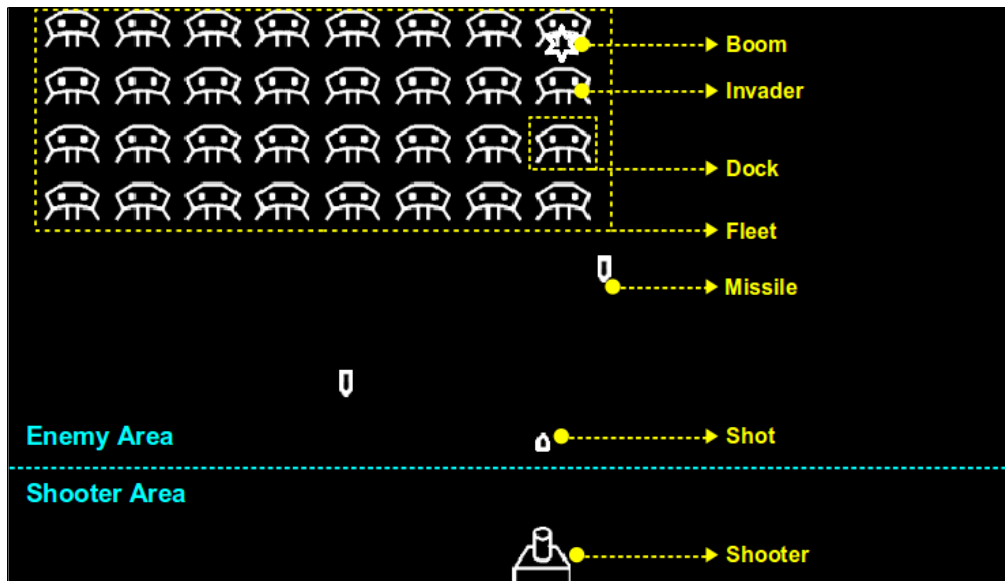 Boom
Invader
Dock
Fleet
Missile
Enemy Area
Shot
Shooter Area
Shooter